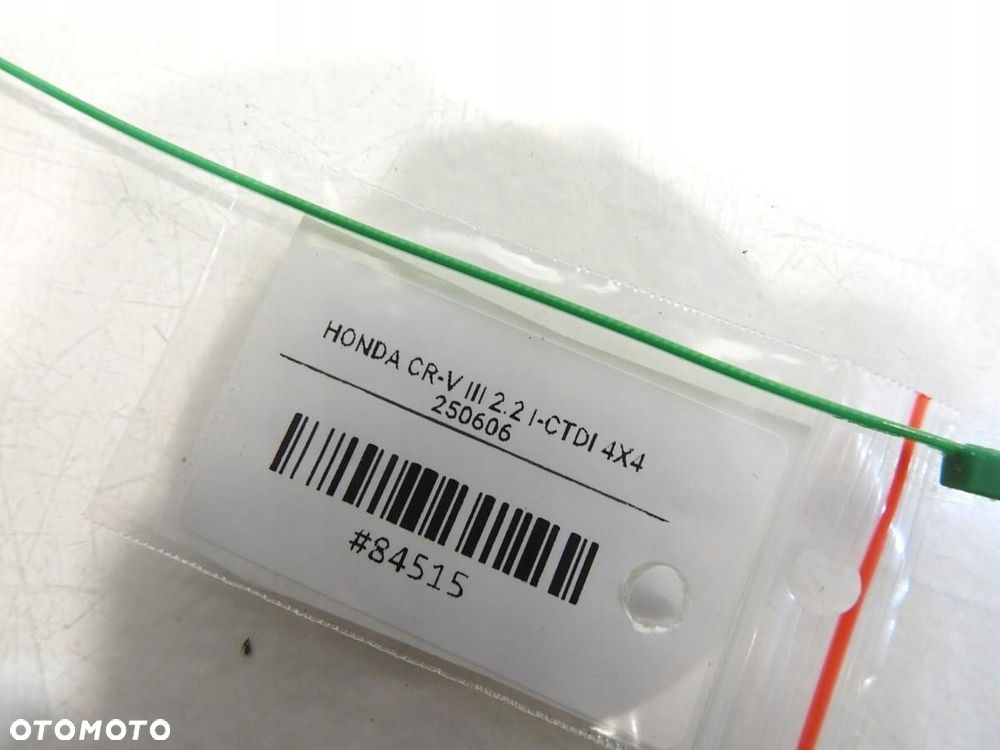 HONDA CR-V III 2.2 I-CTDI 4X4
250606
#84515
OTOMOTO